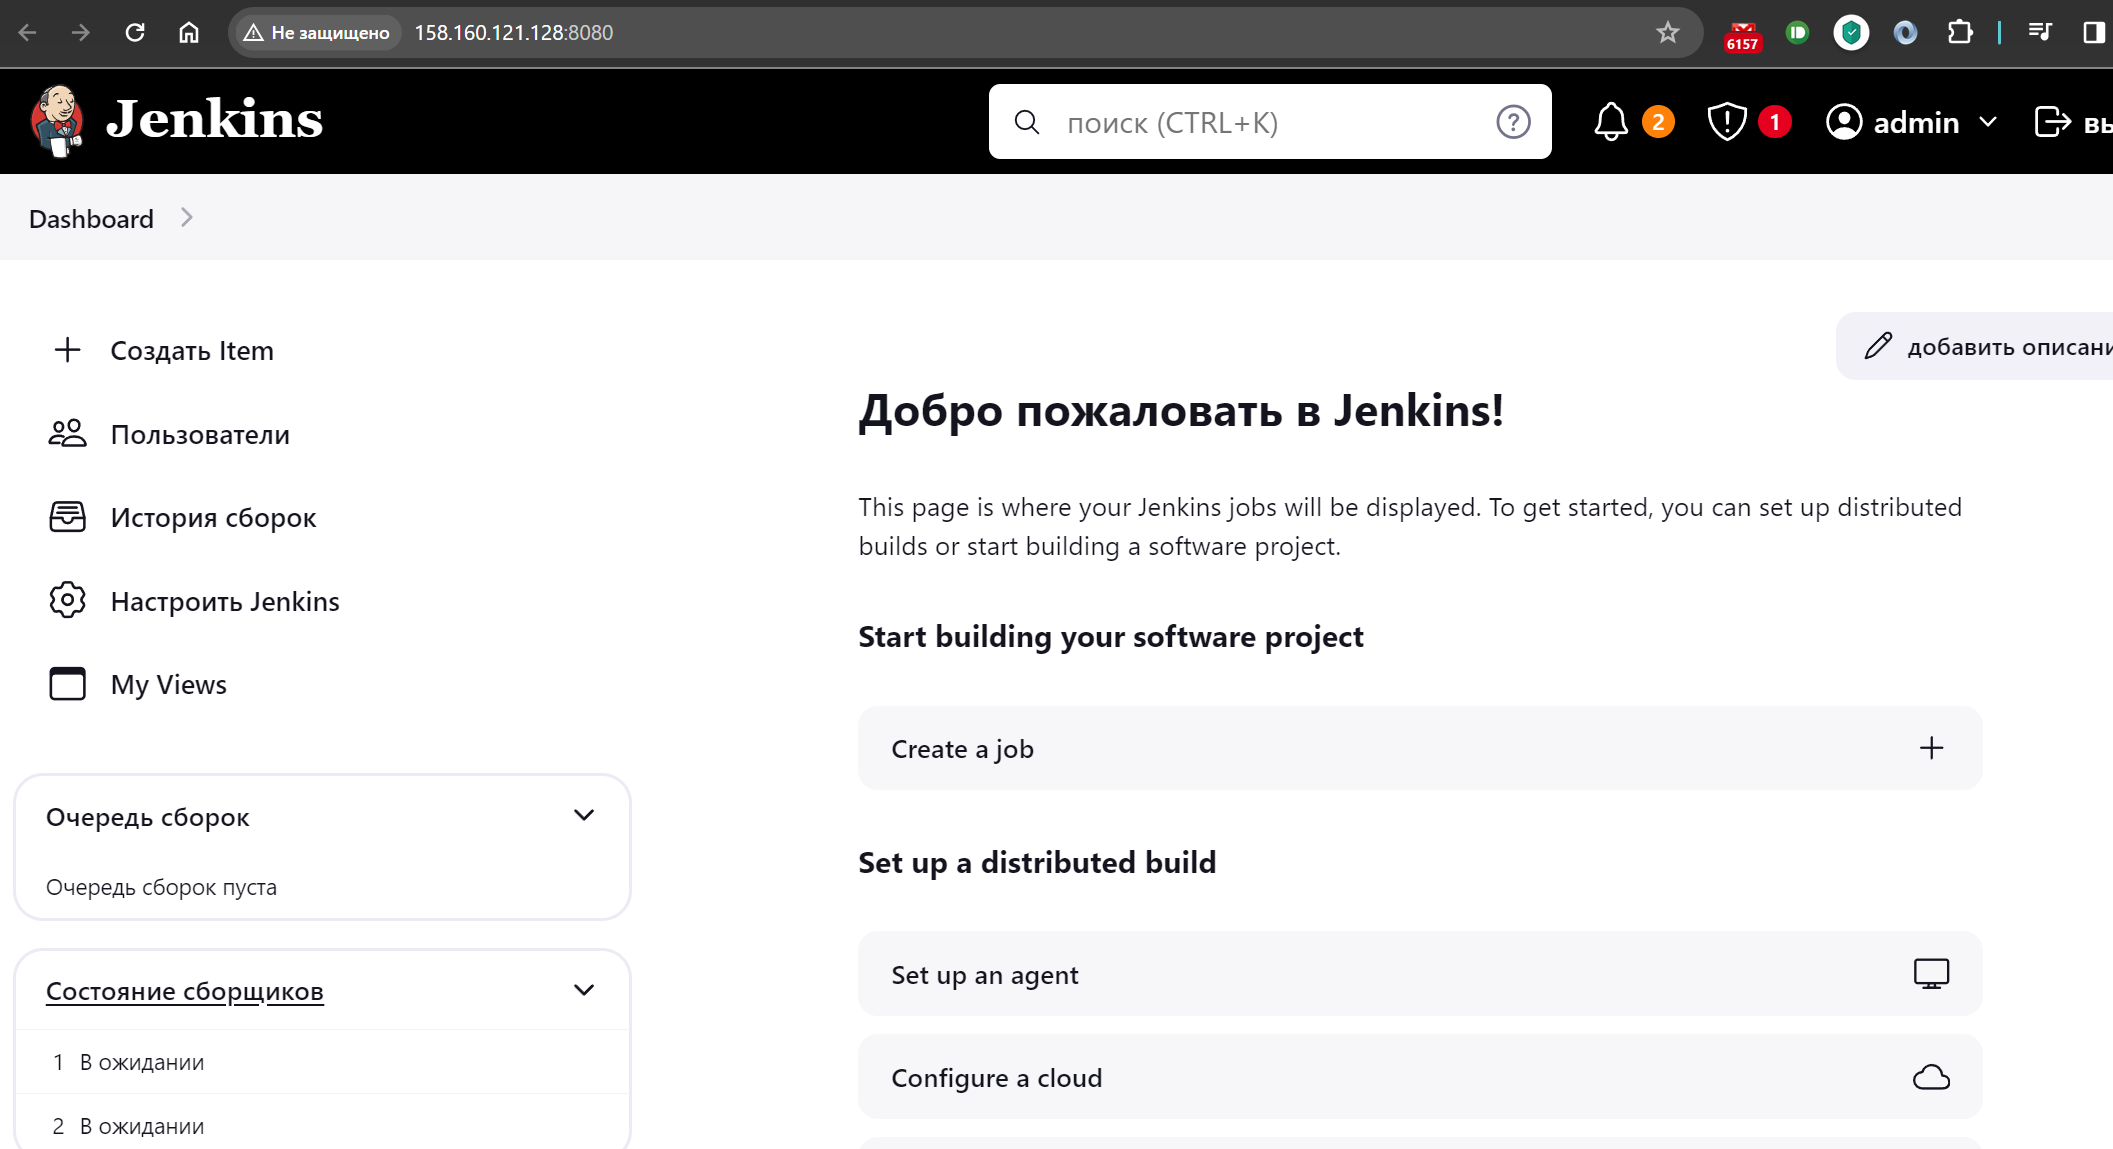 Не защищено 158.160.121.128:8080
6157
Jenkins
поиск (CTRL+K)
2
1
admin
вы
Dashboard
Создать Item
Пользователи
История сборок
Настроить Jenkins
My Views
Очередь сборок
Очередь сборок пуста
Состояние сборщиков
1 В ожидании
2 В ожидании
добавить описани
Добро пожаловать в Jenkins!
This page is where your Jenkins jobs will be displayed. To get started, you can set up distributed
builds or start building a software project.
Start building your software project
Create a job
Set up a distributed build
Set up an agent
Configure a cloud